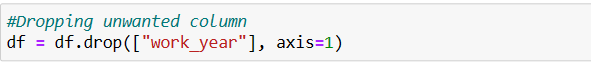 #Dropping unwanted column
df = df.drop(["work_year"], axis=1)